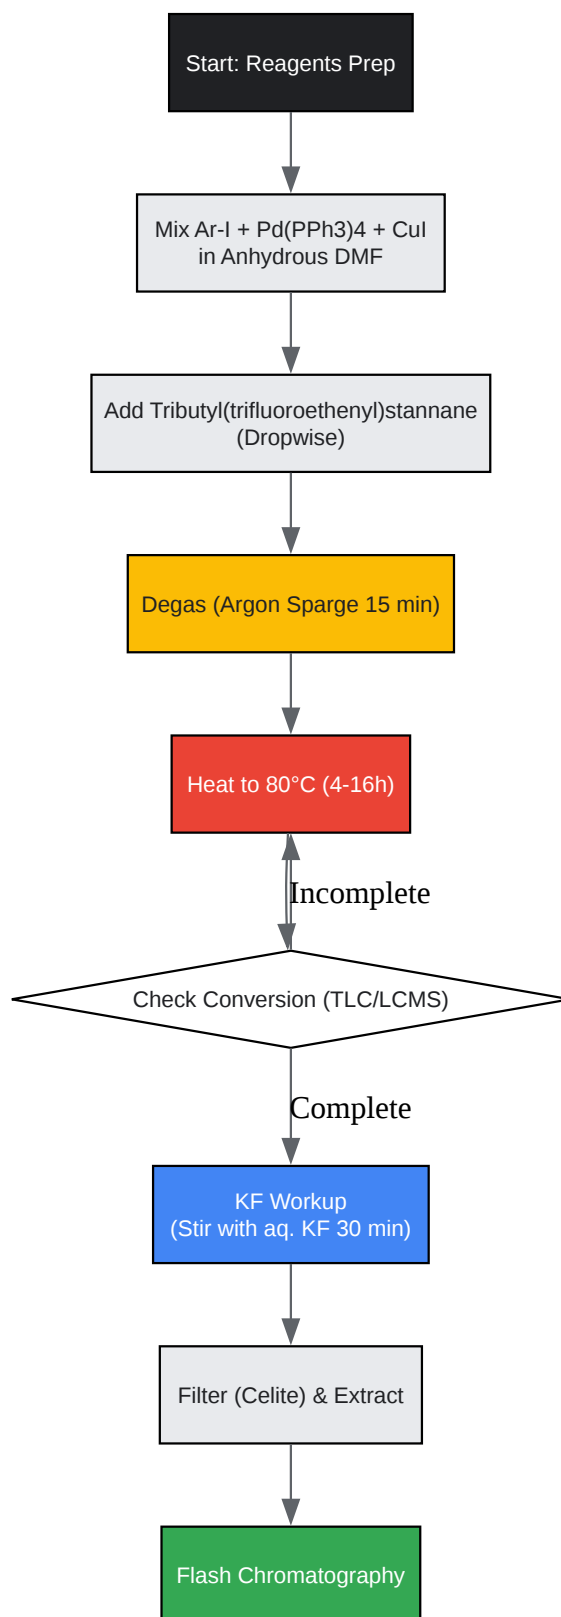 Start: Reagents Prep
Mix Ar-I + Pd(PPh3)4 + CuI
in Anhydrous DMF
Add Tributyl(trifluoroethenyl)stannane
(Dropwise)
Degas (Argon Sparge 15 min)
Heat to 80°C (4-16h)
Incomplete
Check Conversion (TLC/LCMS)
Complete
KF Workup
(Stir with aq. KF 30 min)
Filter (Celite) & Extract
Flash Chromatography